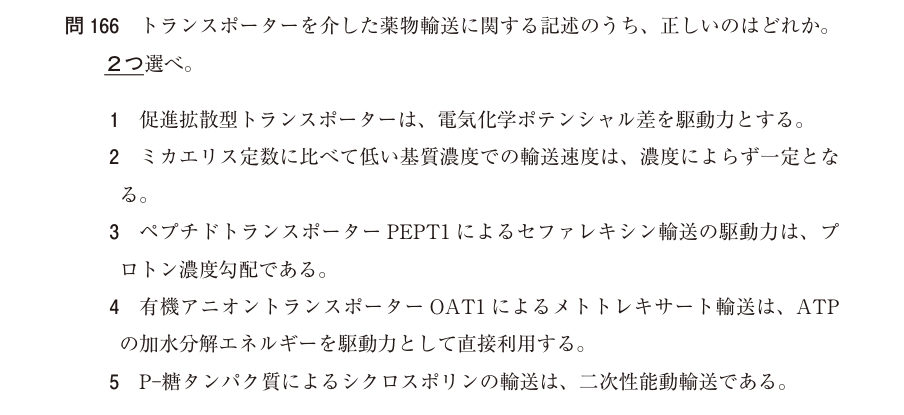 問 166　トランスポーターを介した薬物輸送に関する記述のうち、正しいのはどれか。
２つ選べ。
1　促進拡散型トランスポーターは、電気化学ポテンシャル差を駆動力とする。
2　ミカエリス定数に比べて低い基質濃度での輸送速度は、濃度によらず一定とな
る。
3　ペプチドトランスポーター PEPT1 によるセファレキシン輸送の駆動力は、プ
ロトン濃度勾配である。
4　有機アニオントランスポーター OAT1 によるメトトレキサート輸送は、ATP
の加水分解エネルギーを駆動力として直接利用する。
5　P-糖タンパク質によるシクロスポリンの輸送は、二次性能動輸送である。